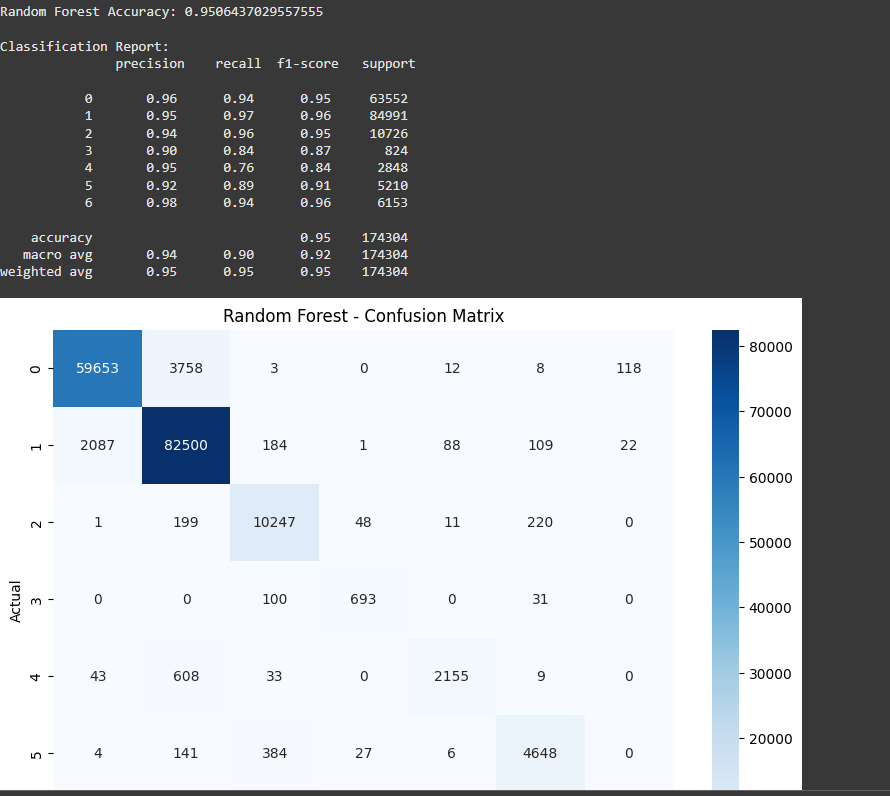 Random Forest Accuracy: 0.9506437029557555
Classification Report:
precision recall f1-score support
0 0.96 0.94 0.95 63552
1 0.95 0.97 0.96 84991
2 0.94 0.96 0.95 10726
3 0.90 0.84 0.87 824
4 0.95 0.76 0.84 2848
5 0.92 0.89 0.91 5210
6 0.98 0.94 0.96 6153
accuracy 0.95 174304
macro avg 0.94 0.90 0.92 174304
weighted avg 0.95 0.95 0.95 174304
Random Forest - Confusion Matrix
0 59653 3758 3 0 12 8 118
1 2087 82500 184 1 88 109 22
2 1 199 10247 48 11 220 0
Actual
3 0 0 100 693 0 31 0
4 43 608 33 0 2155 9 0
5 4 141 384 27 6 4648 0
80000
70000
60000
50000
40000
30000
20000